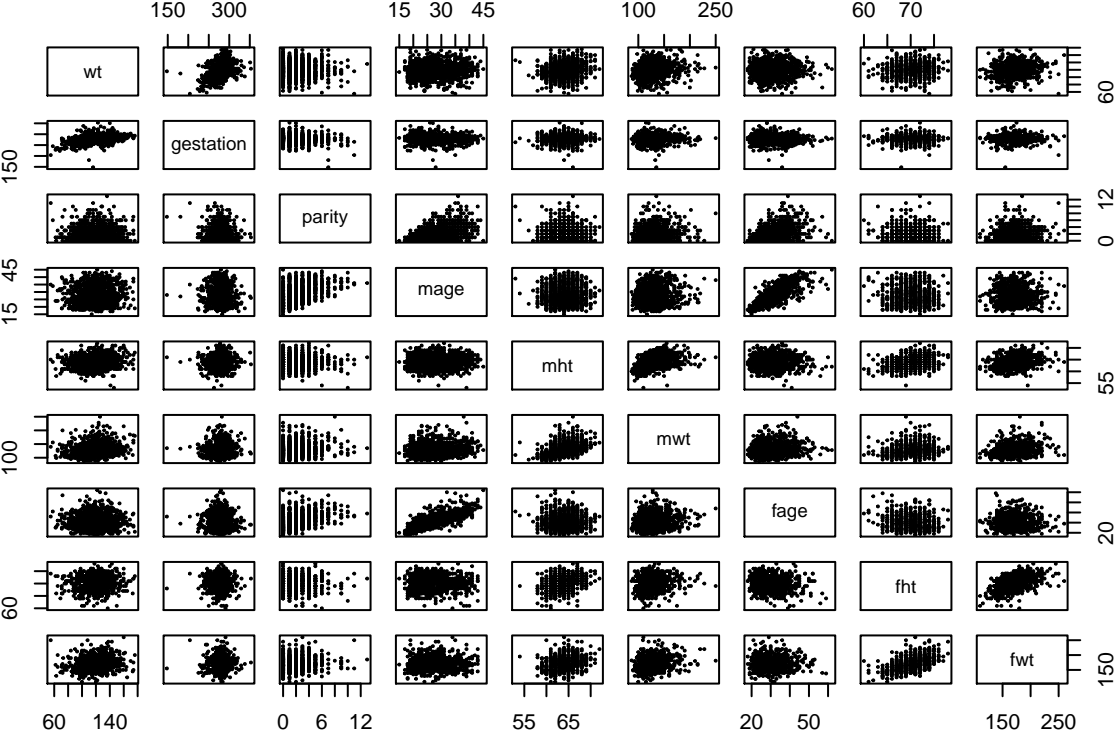 150 300 15 30 45 100 250 60 70
wt 60
150 gestation
parity 0 12
15 45 mage
mht 55
100 mwt
fage 20
60 fht
fwt 150
60 140 0 6 12 55 65 20 50 150 250